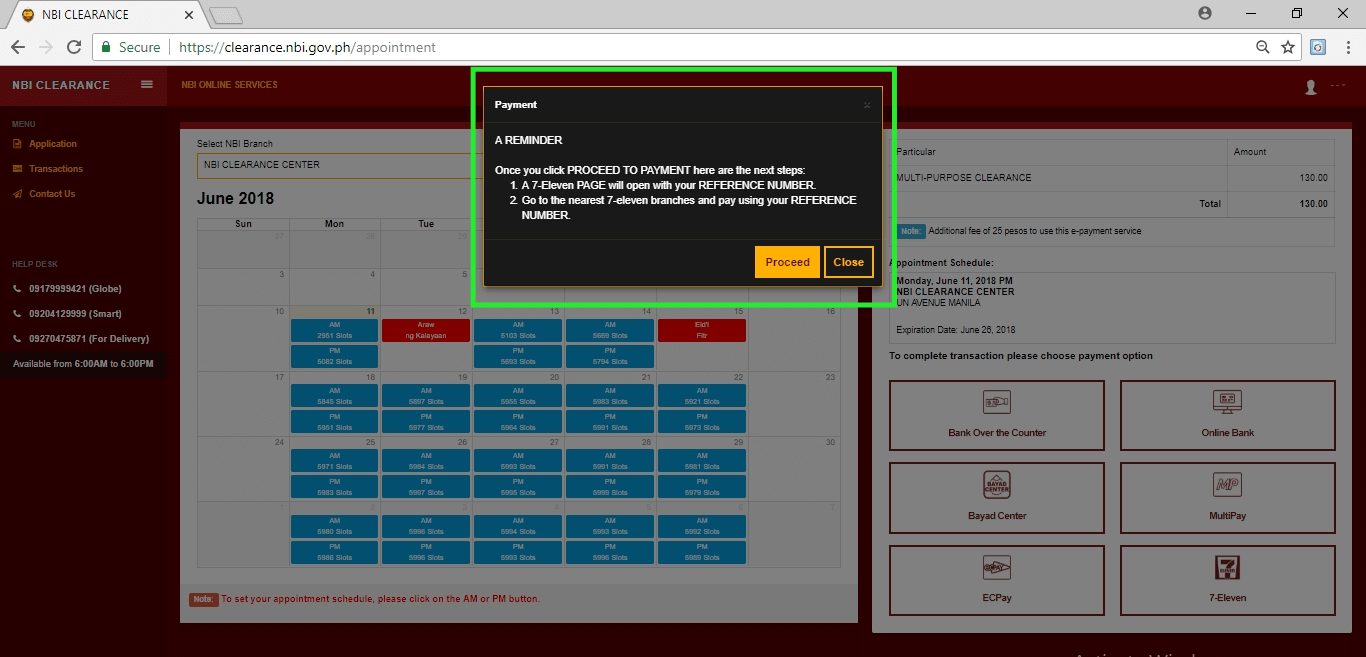 NBI CLEARANCE
Secure
https://clearance.nbi.gov.ph/appointment
NBI CLEARANCE
NBI ONLINE SERVICES
MENU
Application
Transactions
Contact Us
HELP DESK
09179999421 (Globe)
09204129999 (Smart)
09270475871 (For Delivery)
Available from 6:00AM to 6:00PM
Select NBI Branch
NBI CLEARANCE CENTER
June 2018
Sun Mon Tue
27 28 29
3 4 5
10 11 12 13 14 15 16
AM Araw AM AM Eid'l
2951 Slots ng Kalayaan 5103 Slots 5669 Slots Fitr
PM PM PM
5082 Slots 5693 Slots 5794 Slots
17 18 19 20 21 22 23
AM AM AM AM AM
5845 Slots 5897 Slots 5955 Slots 5983 Slots 5921 Slots
PM PM PM PM PM
5951 Slots 5977 Slots 5964 Slots 5991 Slots 5973 Slots
24 25 26 27 28 29 30
AM AM AM AM AM
5971 Slots 5984 Slots 5993 Slots 5991 Slots 5981 Slots
PM PM PM PM PM
5983 Slots 5997 Slots 5995 Slots 5999 Slots 5979 Slots
1 2 3 4 5 6 7
AM AM AM AM AM
5980 Slots 5996 Slots 5994 Slots 5993 Slots 5992 Slots
PM PM PM PM PM
5986 Slots 5996 Slots 5993 Slots 5996 Slots 5989 Slots
Note: To set your appointment schedule, please click on the AM or PM button.
Payment
A REMINDER
Once you click PROCEED TO PAYMENT here are the next steps:
1. A 7-Eleven PAGE will open with your REFERENCE NUMBER.
2. Go to the nearest 7-eleven branches and pay using your REFERENCE
NUMBER.
Proceed Close
Particular Amount
MULTI-PURPOSE CLEARANCE 130.00
Total 130.00
Note: Additional fee of 25 pesos to use this e-payment service
Appointment Schedule:
Monday, June 11, 2018 PM
NBI CLEARANCE CENTER
UN AVENUE MANILA
Expiration Date: June 26, 2018
To complete transaction please choose payment option
Bank Over the Counter
Online Bank
BAYAD CENTER
Bayad Center
MP
MultiPay
ECPAY
ECPay
7-Eleven